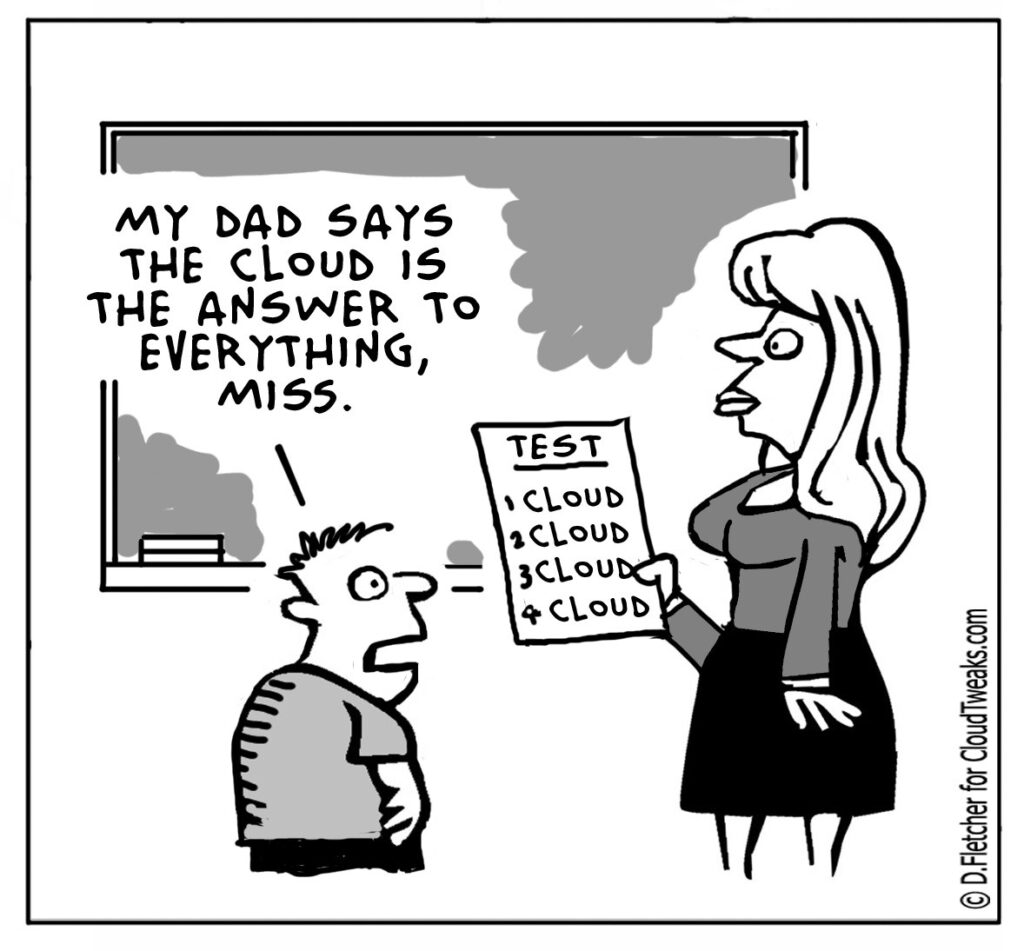 MY DAD SAYS
THE CLOUD IS
THE ANSWER TO
EVERYTHING,
MISS.
TEST
1 CLOUD
2 CLOUD
3 CLOUD
4 CLOUD
© D.Fletcher for CloudTweaks.com